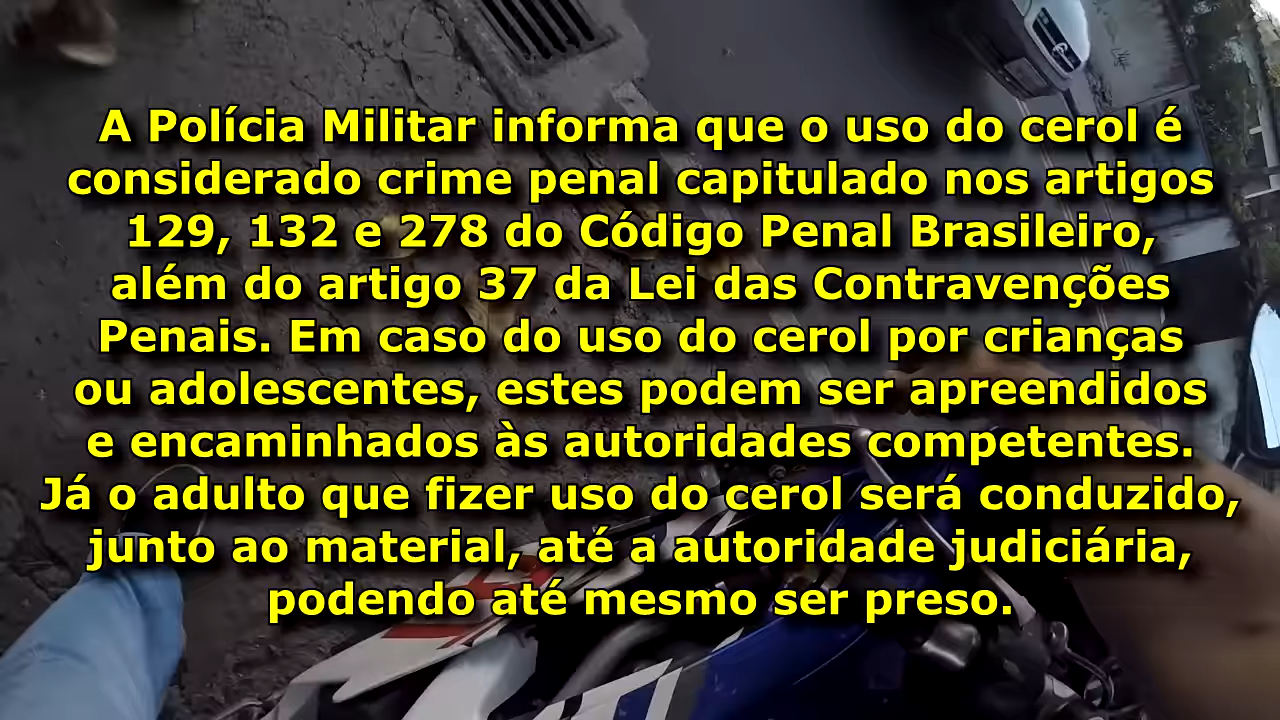 A Polícia Militar informa que o uso do cerol é
considerado crime penal capitulado nos artigos
129, 132 e 278 do Código Penal Brasileiro,
além do artigo 37 da Lei das Contravenções
Penais. Em caso do uso do cerol por crianças
ou adolescentes, estes podem ser apreendidos
e encaminhados às autoridades competentes.
Já o adulto que fizer uso do cerol será conduzido,
junto ao material, até a autoridade judiciária,
podendo até mesmo ser preso.